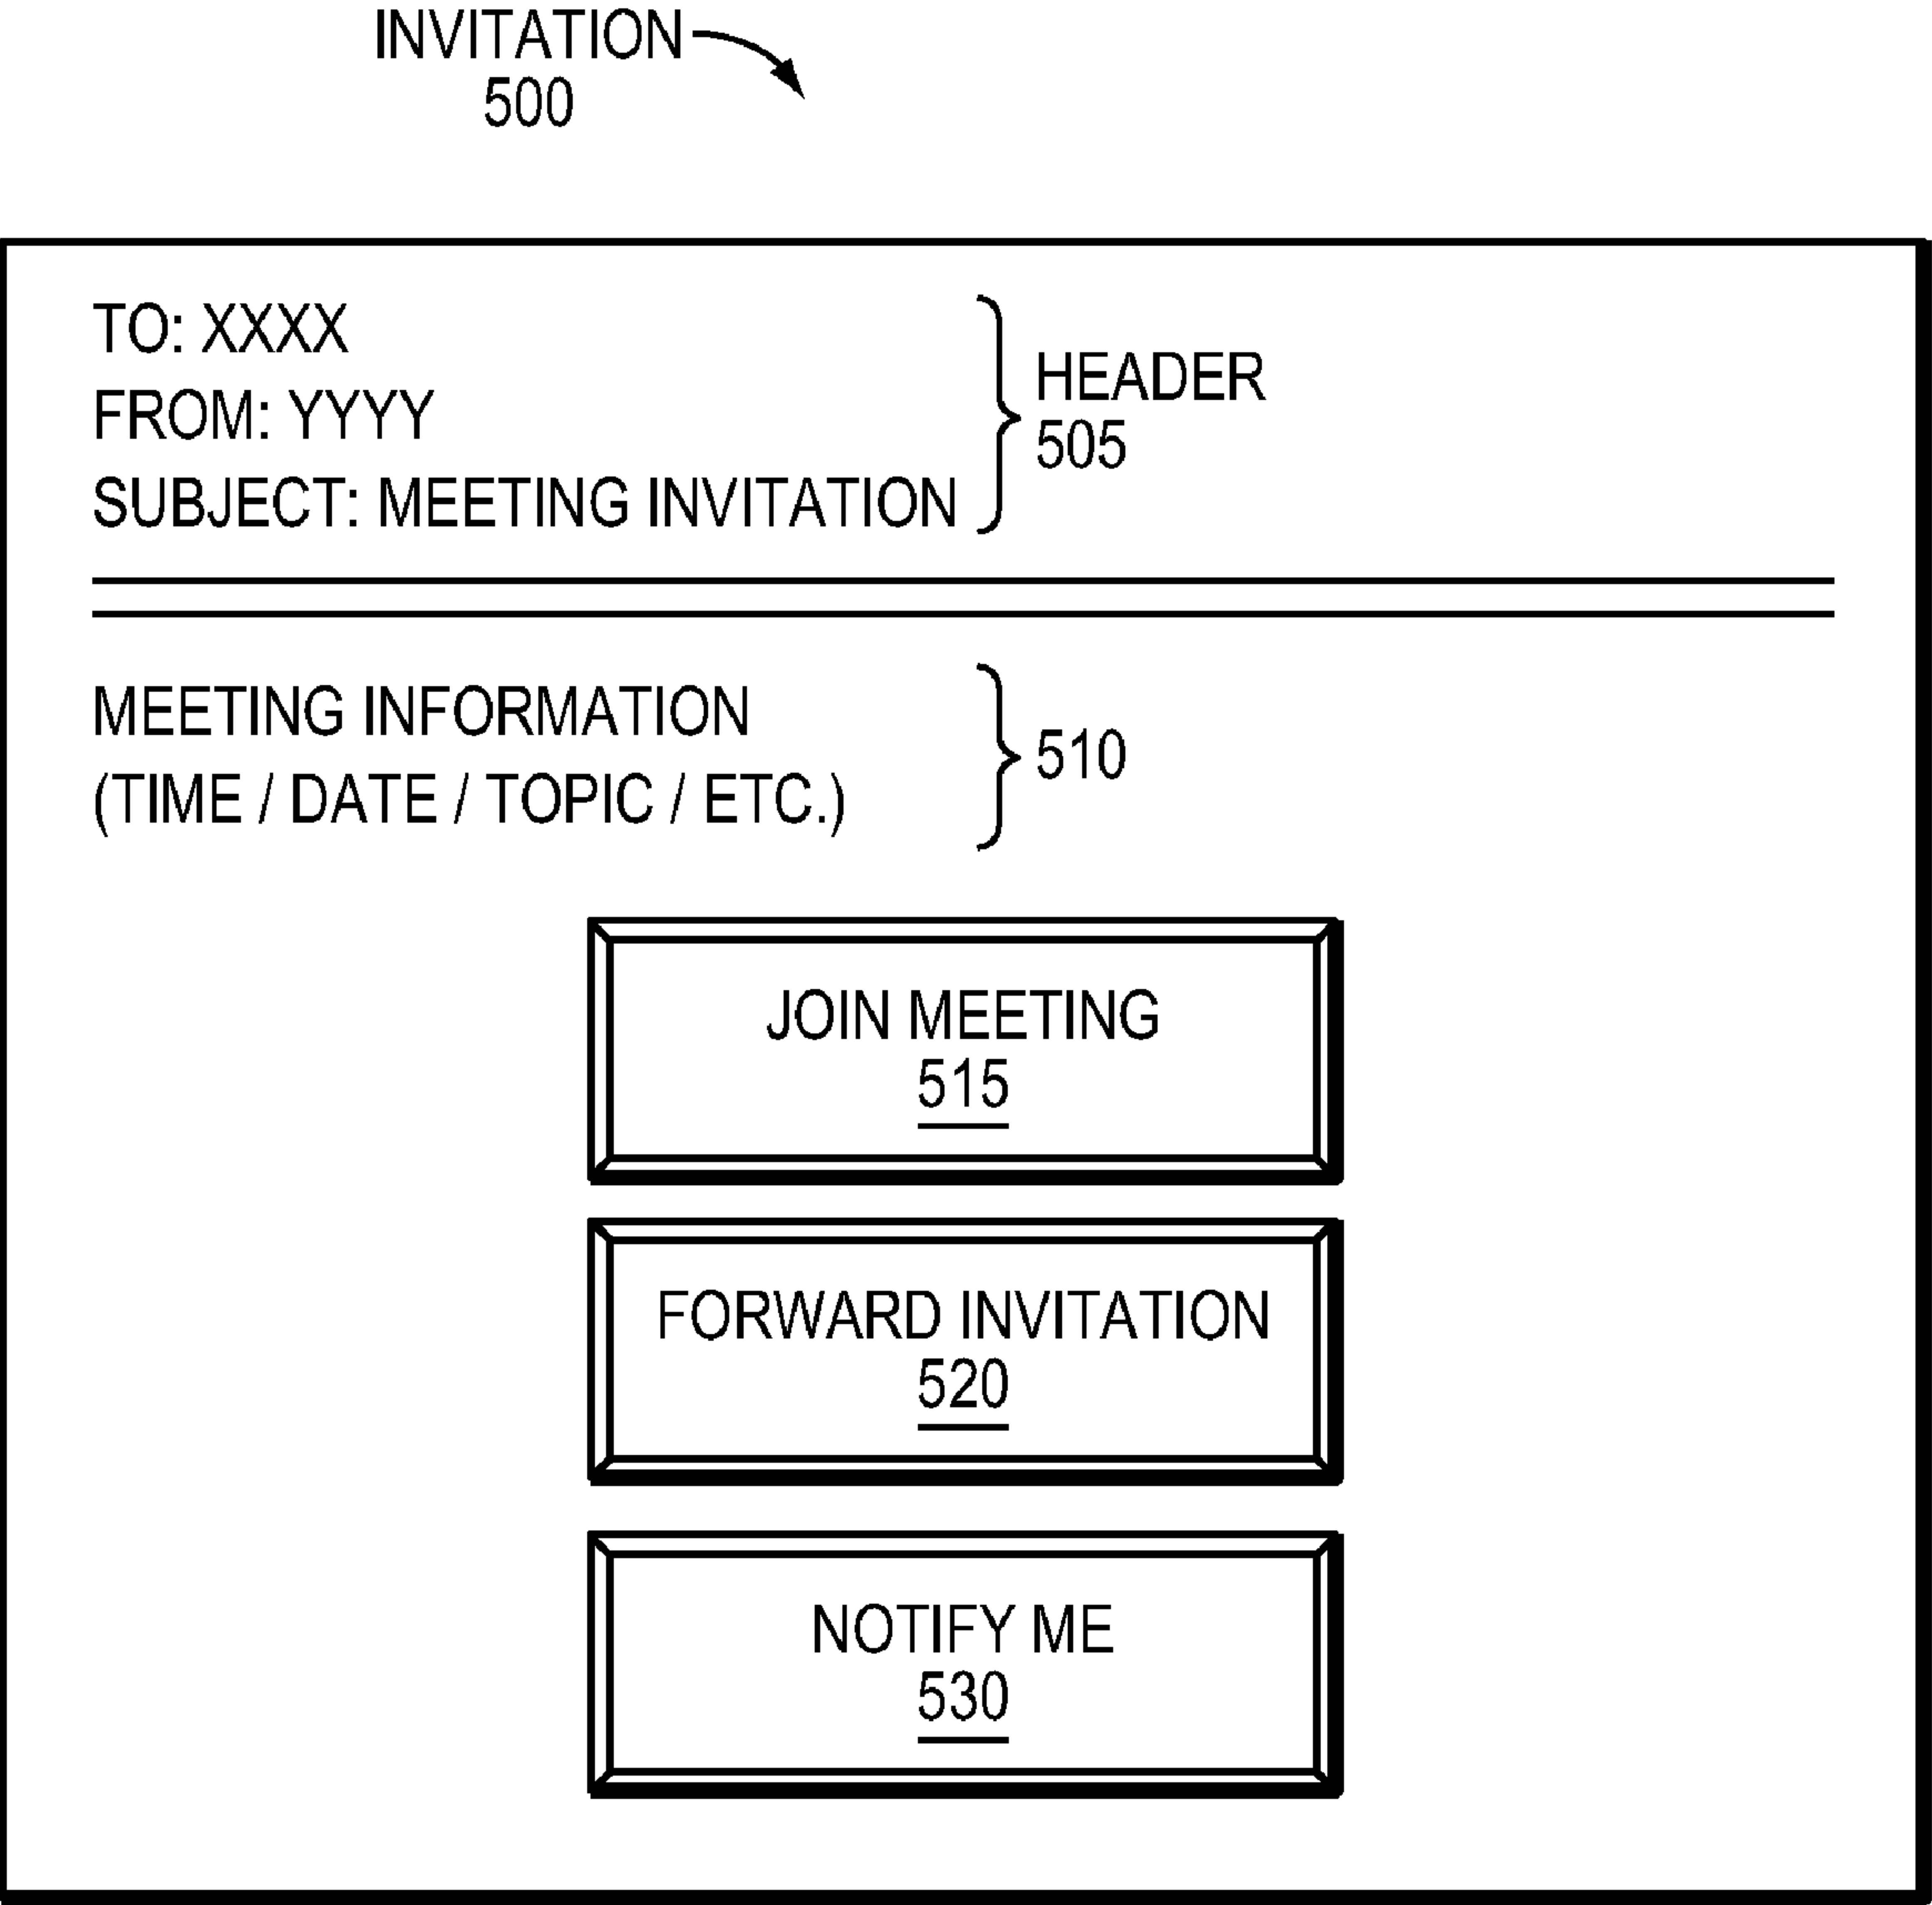 INVITATION
500
TO: XXXX
FROM: YYYY
SUBJECT: MEETING INVITATION
HEADER
505
MEETING INFORMATION
(TIME / DATE / TOPIC / ETC.)
510
JOIN MEETING
515
FORWARD INVITATION
520
NOTIFY ME
530